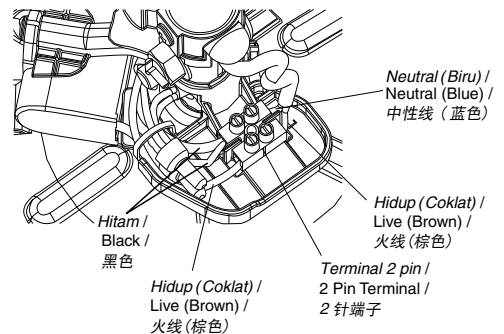 Neutral (Biru) /
Neutral (Blue) /
中性线（蓝色）
Hidup (Coklat) /
Live (Brown) /
火线（棕色）
Terminal 2 pin /
2 Pin Terminal /
2 针端子
Hidup (Coklat) /
Live (Brown) /
火线（棕色）
Hitam /
Black /
黑色